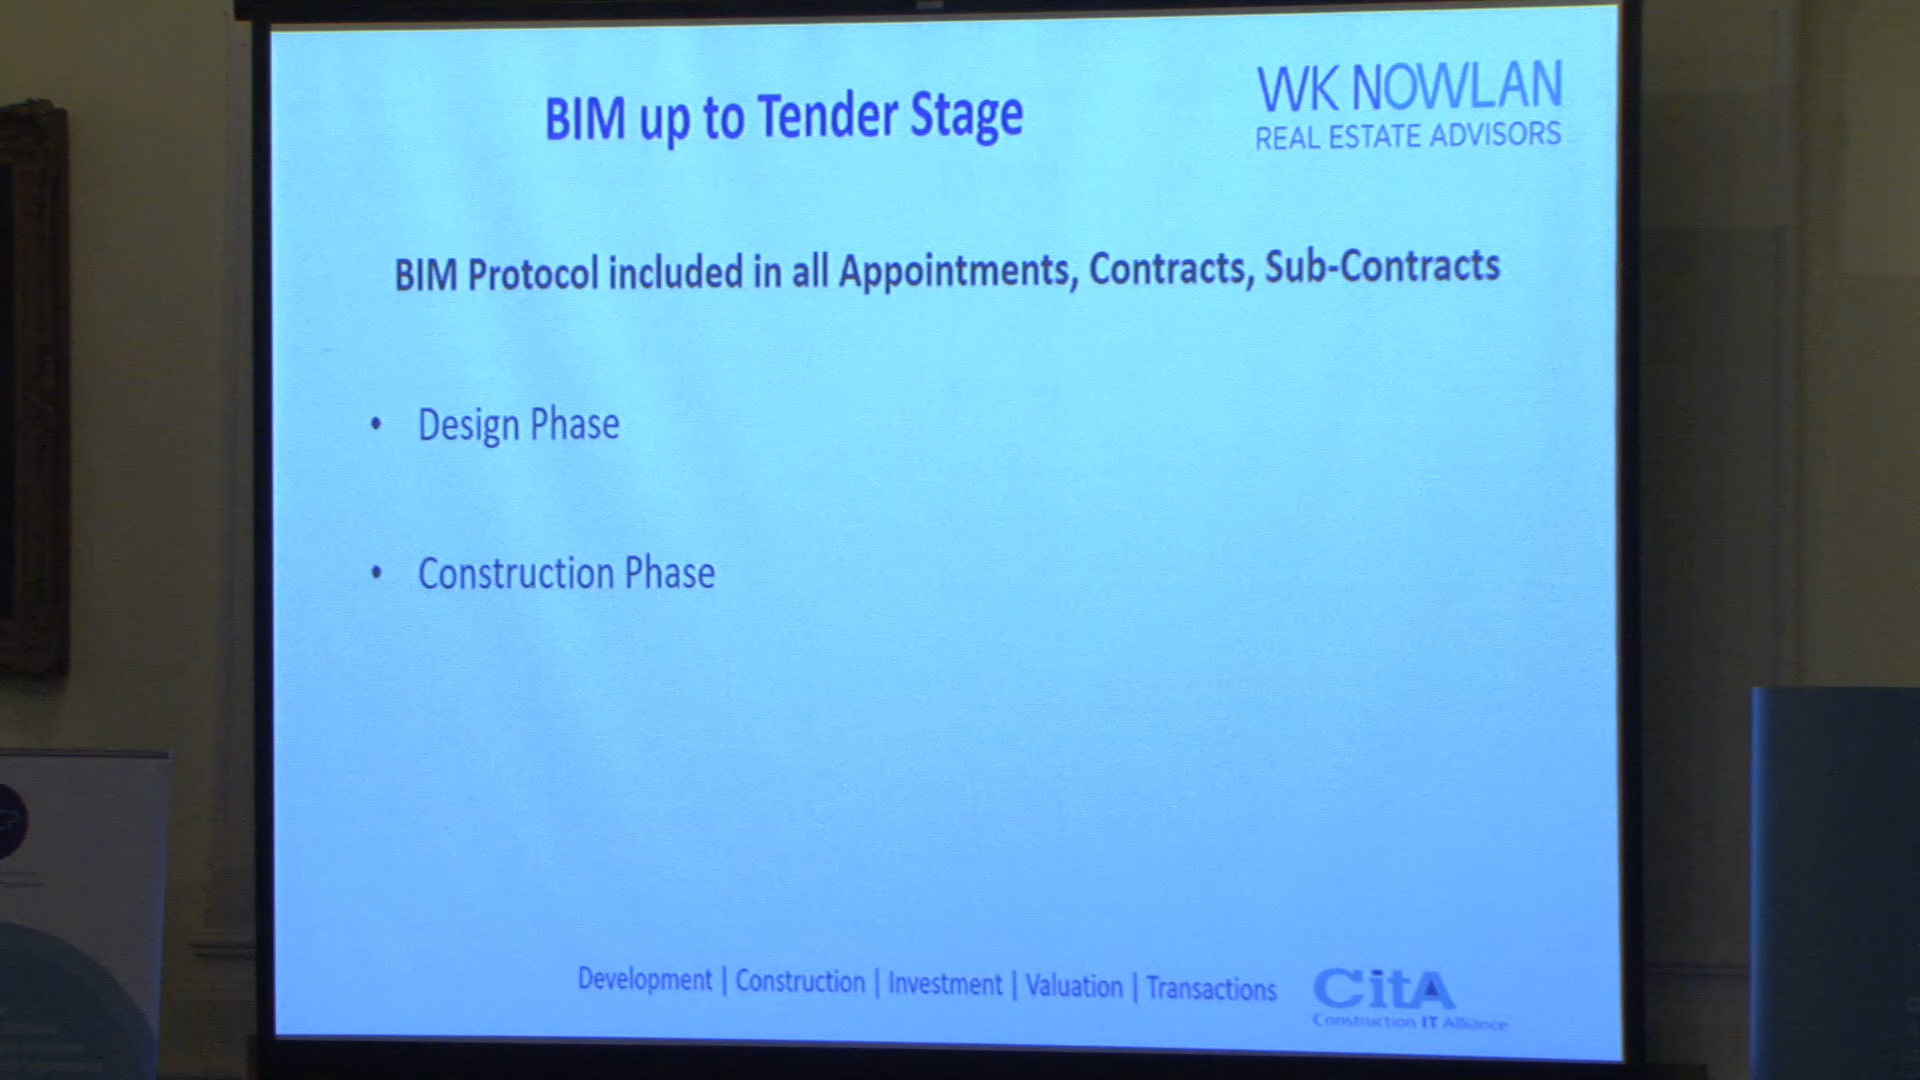 BIM up to Tender Stage
WK NOWLAN
REAL ESTATE ADVISORS
BIM Protocol included in all Appointments, Contracts, Sub-Contracts
• Design Phase
• Construction Phase
Development | Construction | Investment | Valuation | Transactions
CitA
Construction IT Alliance